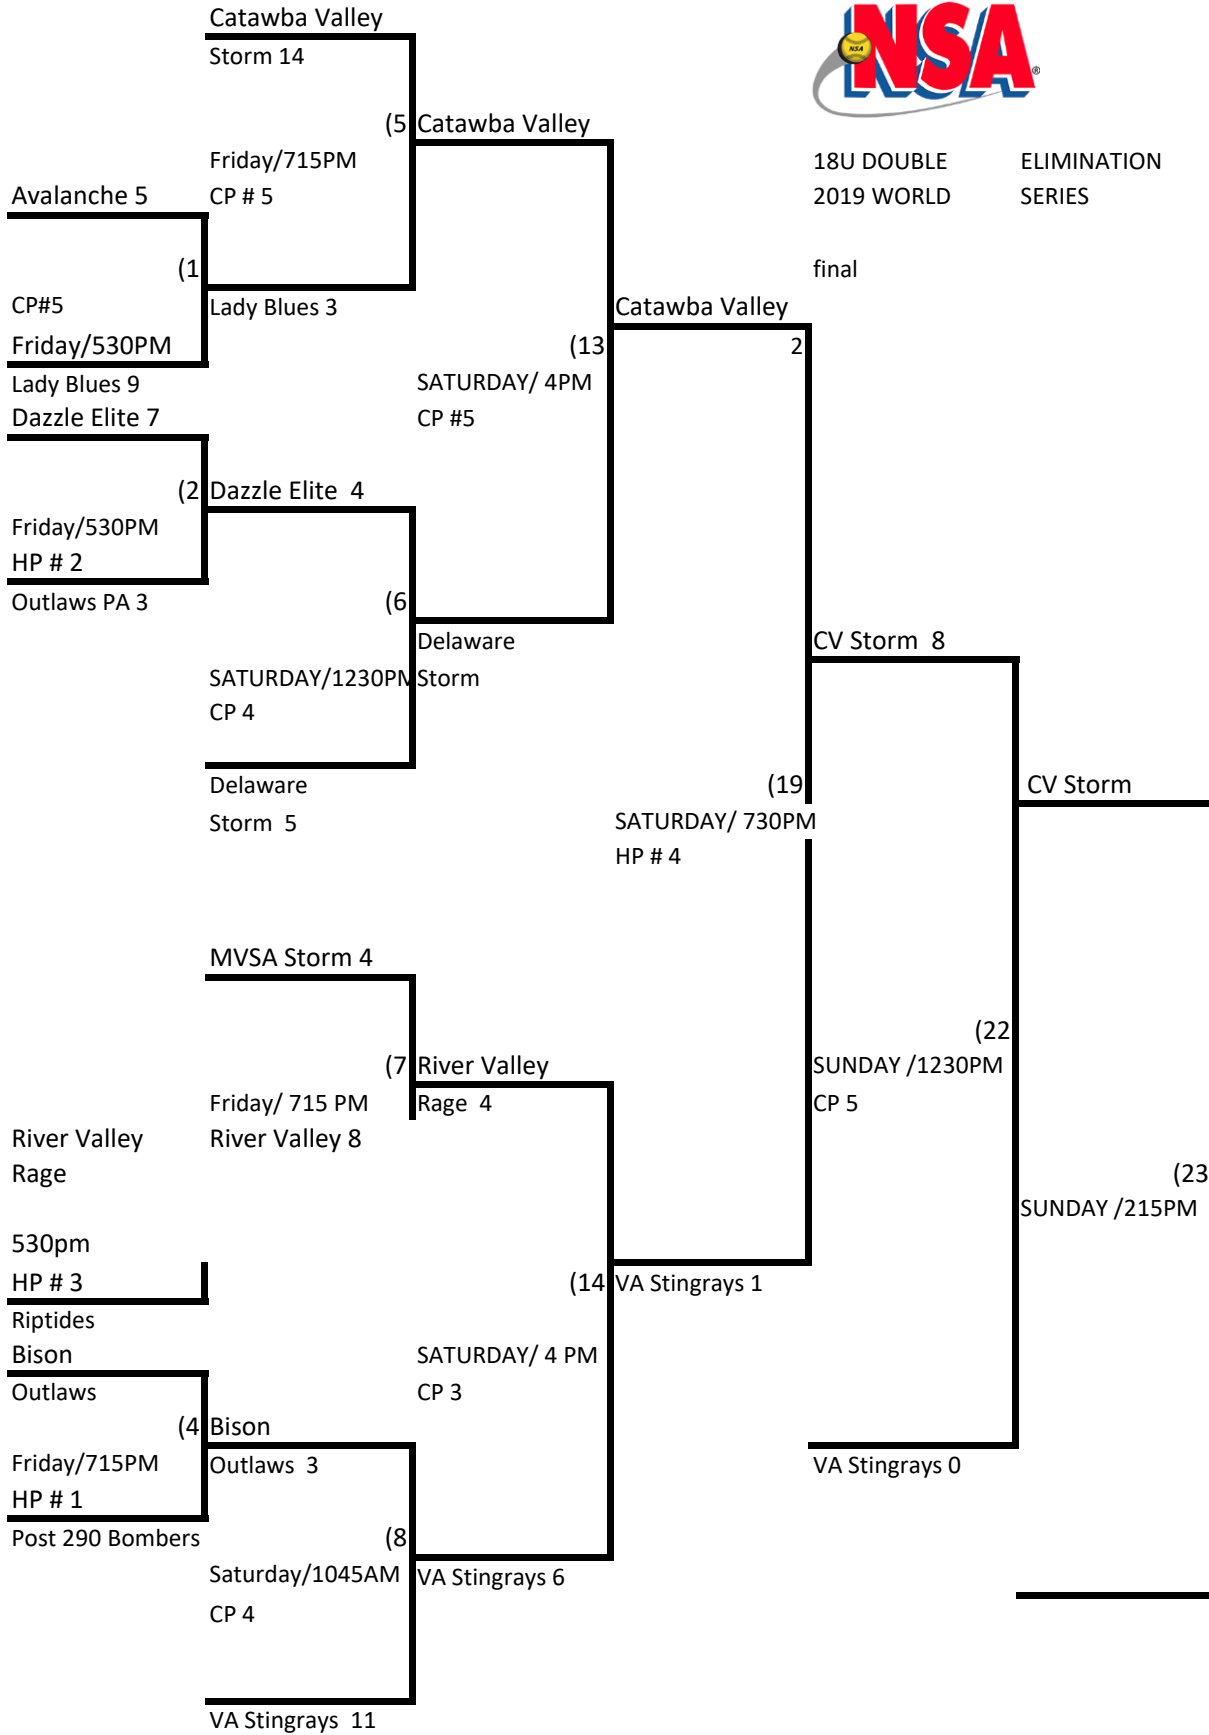 Catawba Valley
Storm 14
NSA
NSA
®
(5 Catawba Valley
Friday/715PM
CP # 5
18U DOUBLE ELIMINATION
2019 WORLD SERIES
Avalanche 5
(1
final
CP#5
Lady Blues 3
Catawba Valley
Friday/530PM
(13
2
Lady Blues 9
SATURDAY/ 4PM
Dazzle Elite 7
CP #5
(2 Dazzle Elite 4
Friday/530PM
HP # 2
Outlaws PA 3
(6
Delaware
Storm
CV Storm 8
SATURDAY/1230PM
CP 4
Delaware
Storm 5
(19
CV Storm
SATURDAY/ 730PM
HP # 4
MVSA Storm 4
(22
(7 River Valley
Rage 4
SUNDAY /1230PM
CP 5
Friday/ 715 PM
River Valley
Rage
River Valley 8
(23
SUNDAY /215PM
530pm
HP # 3
(14 VA Stingrays 1
Riptides
Bison
Outlaws
SATURDAY/ 4 PM
CP 3
(4 Bison
Outlaws 3
Friday/715PM
HP # 1
VA Stingrays 0
Post 290 Bombers
(8
Saturday/1045AM
VA Stingrays 6
CP 4
VA Stingrays 11